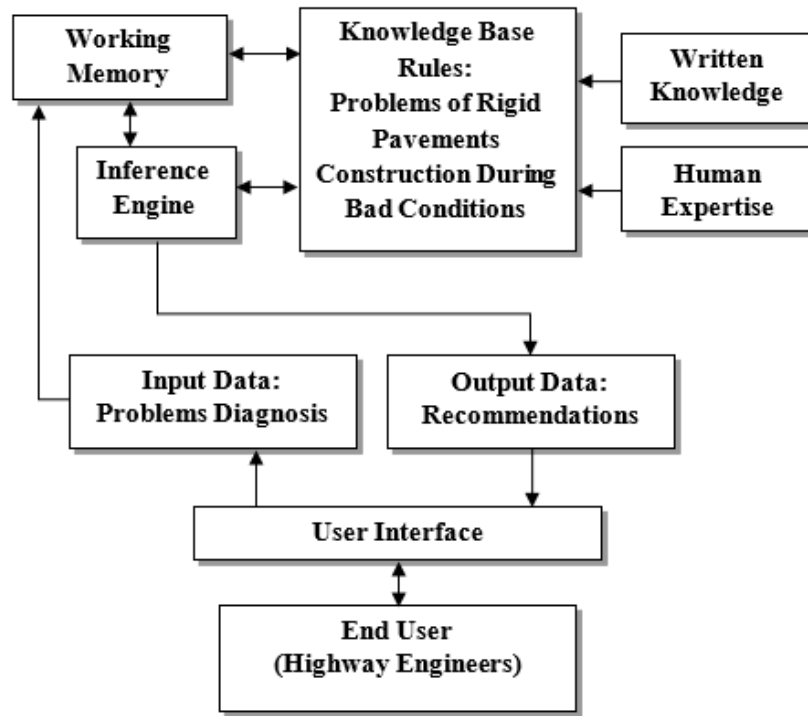 Working
Memory
Knowledge Base
Rules:
Problems of Rigid
Pavements
Construction During
Bad Conditions
Written
Knowledge
Inference
Engine
Human
Expertise
Input Data:
Problems Diagnosis
Output Data:
Recommendations
User Interface
End User
(Highway Engineers)